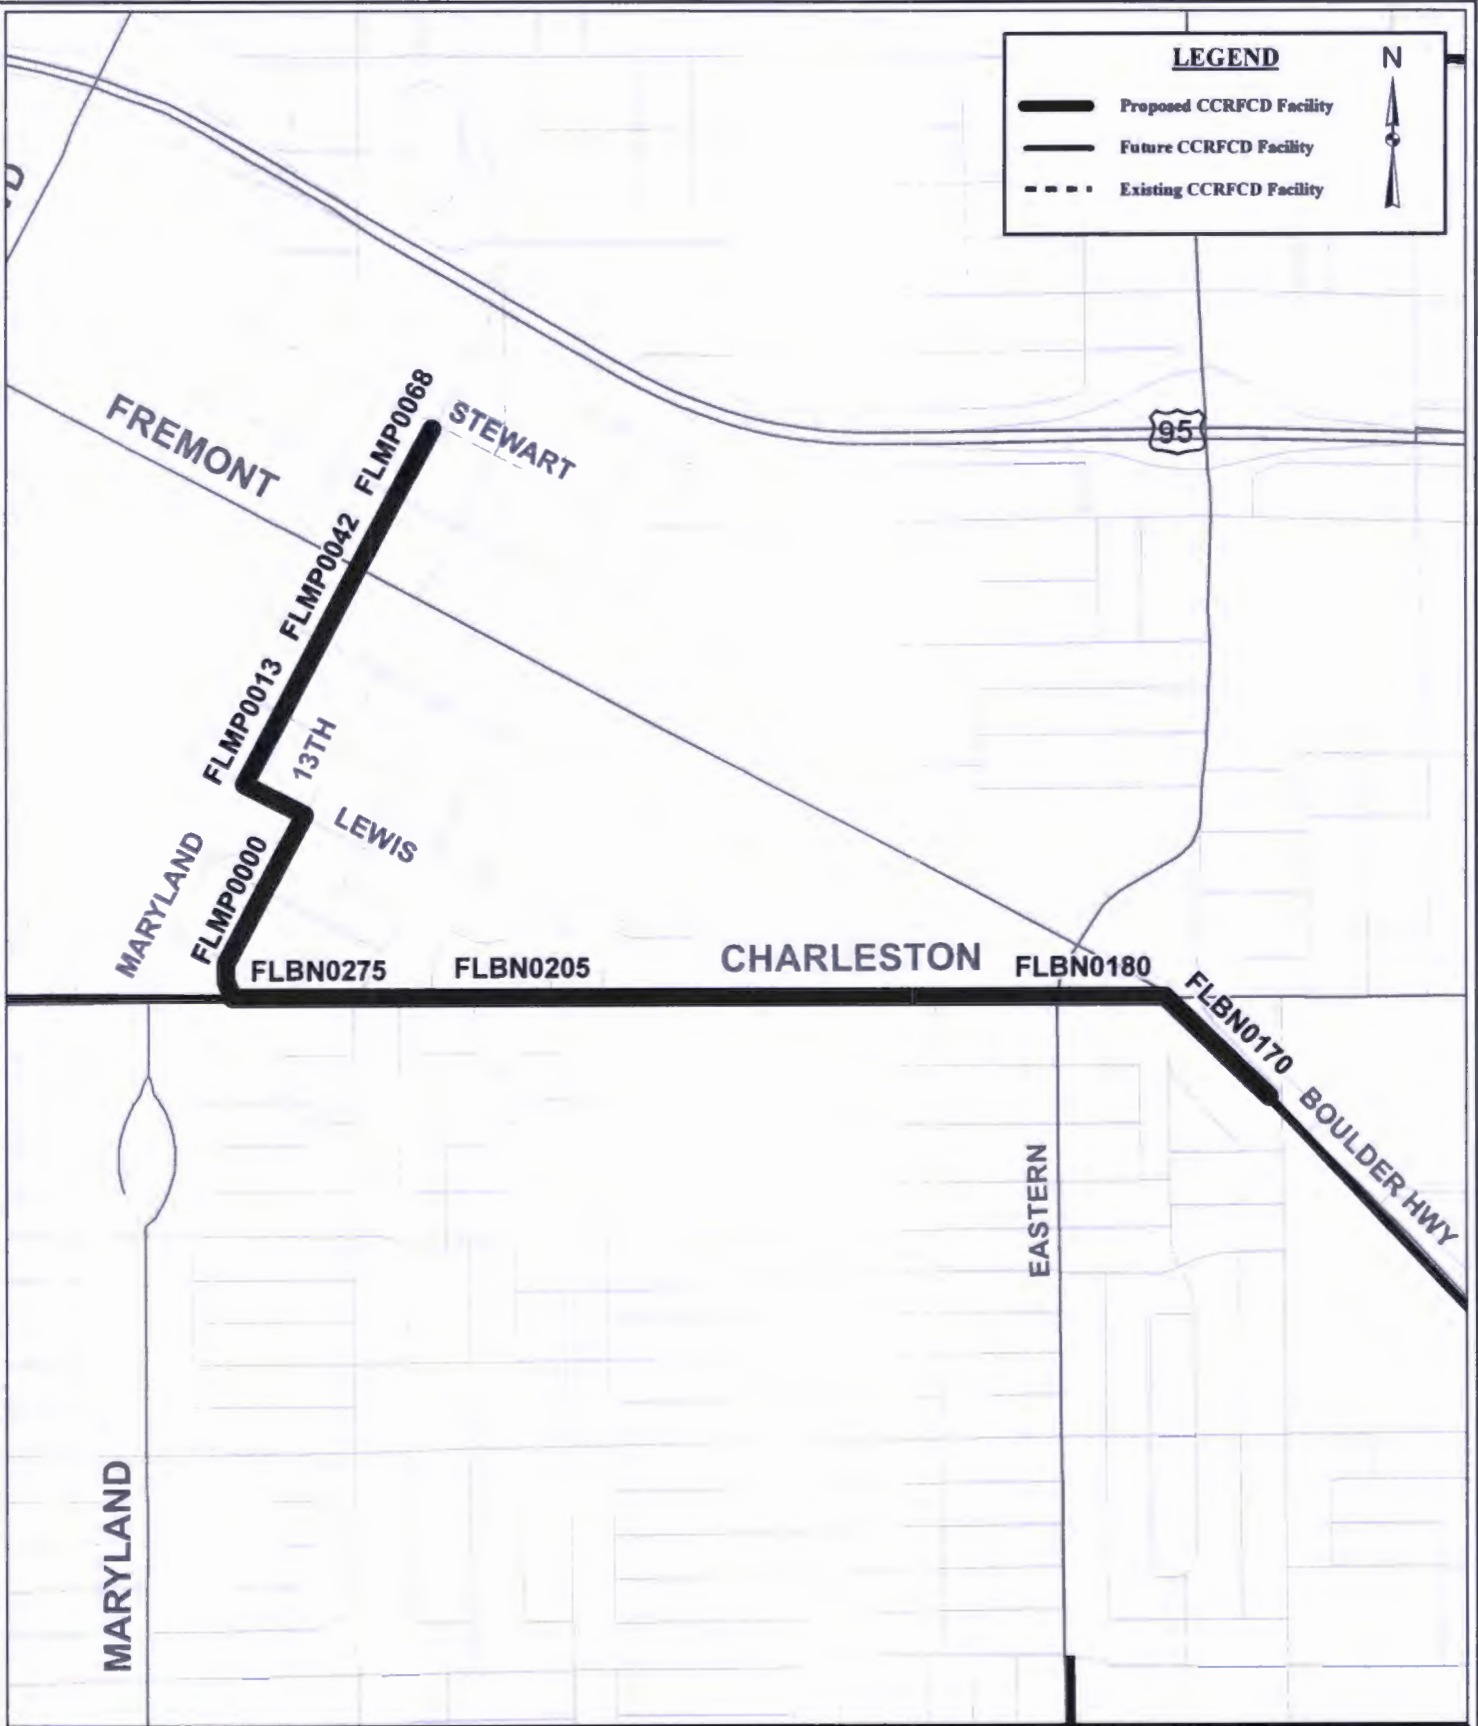 LEGEND
N
Proposed CCRFCD Facility
Future CCRFCD Facility
Existing CCRFCD Facility
FLMP0068
STEWART
FREMONT
95
FLMP0042
FLMP0013
13TH
LEWIS
MARYLAND
FLMP0000
FLBN0275
FLBN0205
CHARLESTON
FLBN0180
FLBN0170
BOULDER HWY
EASTERN
MARYLAND